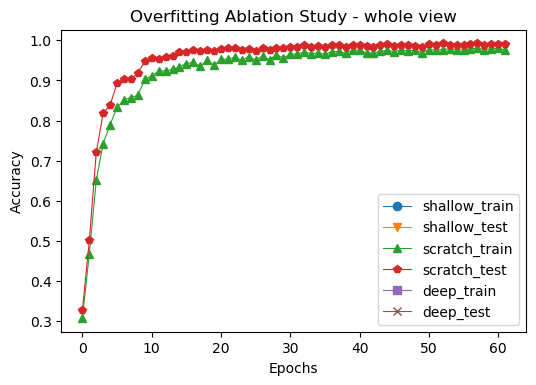 Overfitting Ablation Study - whole view
1.0
0.9
0.8
0.7
0.6
0.5
0.4
0.3
Accuracy
0 10 20 30 40 50 60
Epochs
shallow_train
shallow_test
scratch_train
scratch_test
deep_train
deep_test